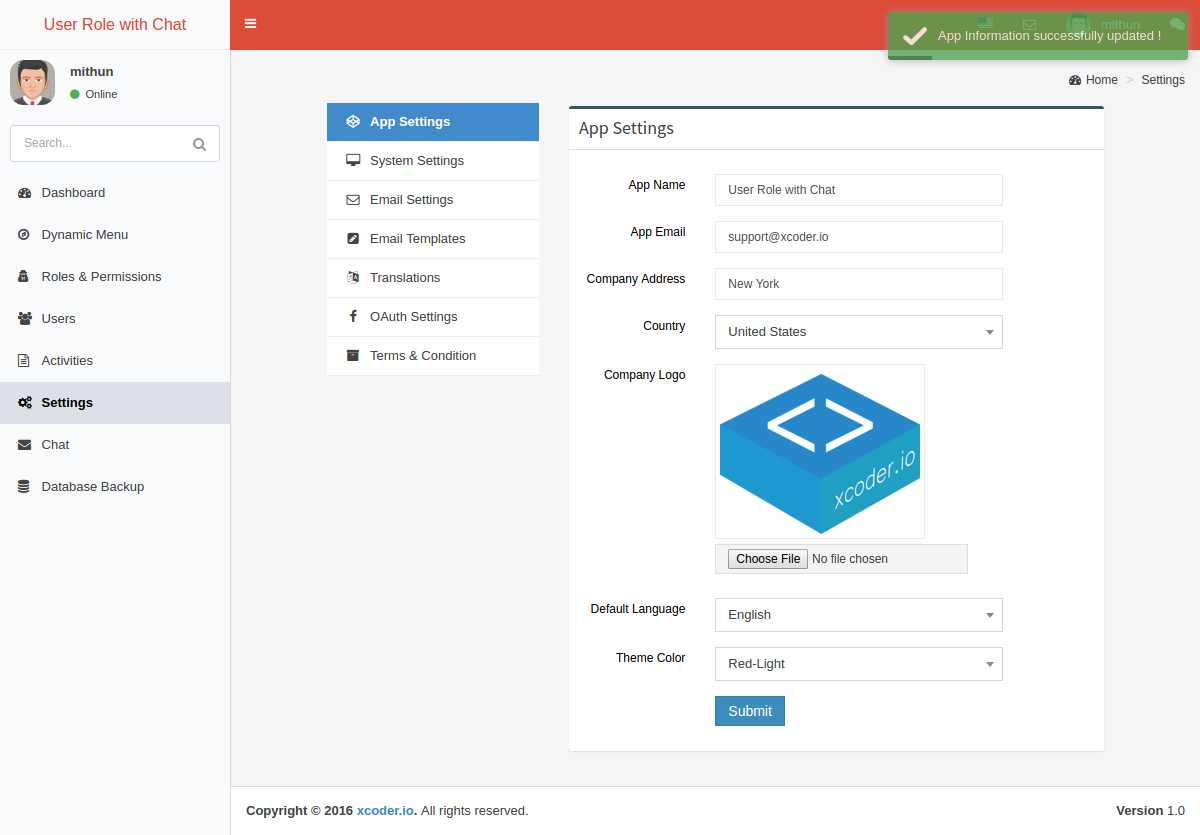 User Role with Chat
mithun
App Information successfully updated !
mithun
Online
Home > Settings
Search...
Dashboard
Dynamic Menu
Roles & Permissions
Users
Activities
Settings
Chat
Database Backup
App Settings
System Settings
Email Settings
Email Templates
Translations
OAuth Settings
Terms & Condition
App Settings
App Name User Role with Chat
App Email support@xcoder.io
Company Address New York
Country United States
Company Logo
xcoder.io
Choose File No file chosen
Default Language English
Theme Color Red-Light
Submit
Copyright © 2016 xcoder.io. All rights reserved.
Version 1.0